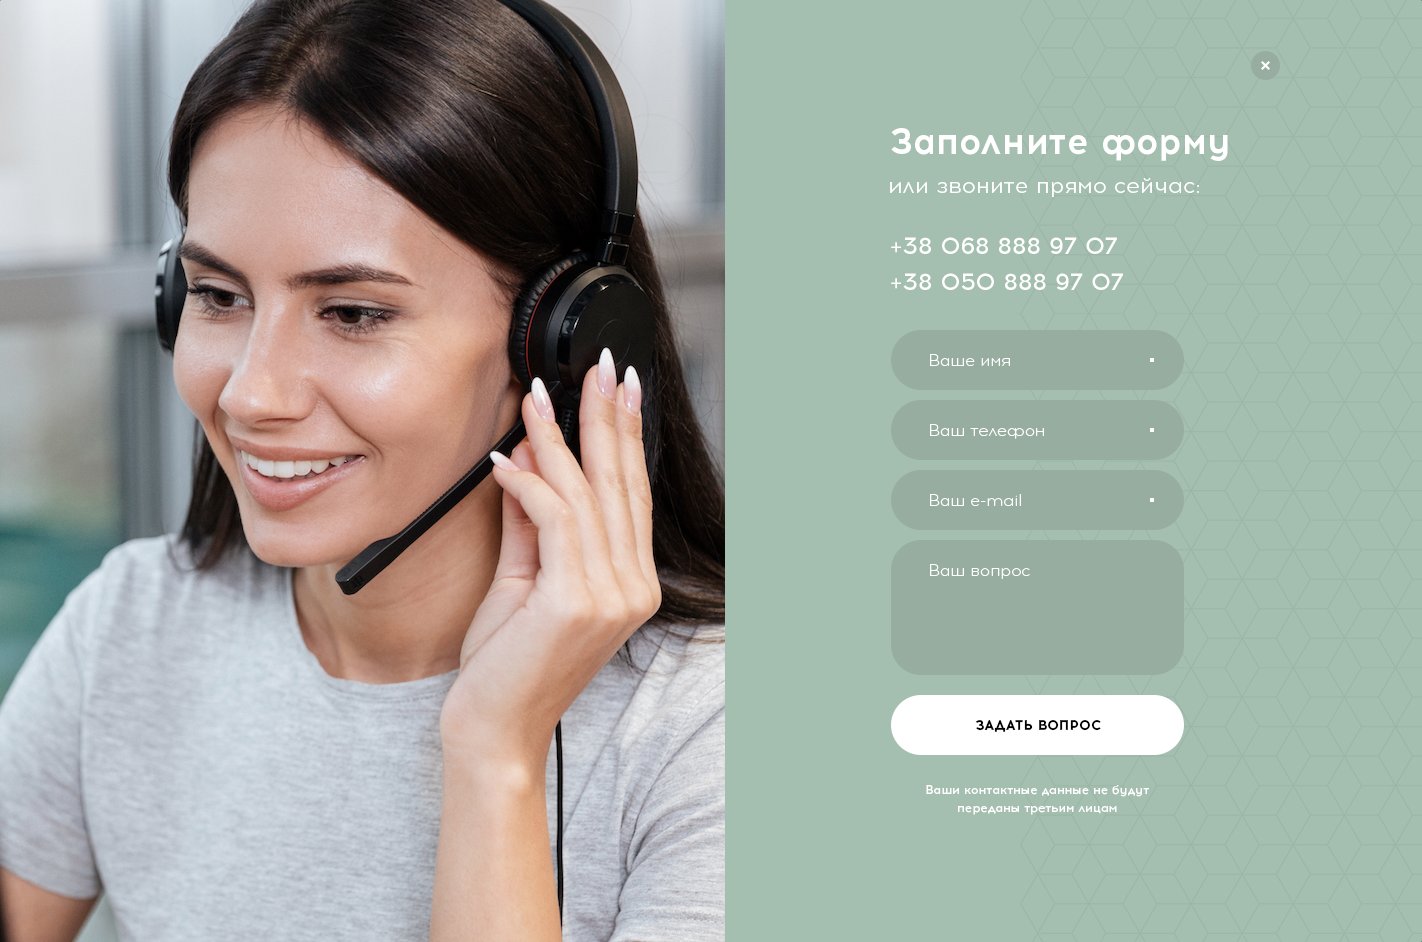 Заполните форму
или звоните прямо сейчас:
+38 068 888 97 07
+38 050 888 97 07
Ваше имя
Ваш телефон
Ваш e-mail
Ваш вопрос
ЗАДАТЬ ВОПРОС
Ваши контактные данные не будут
переданы третьим лицам